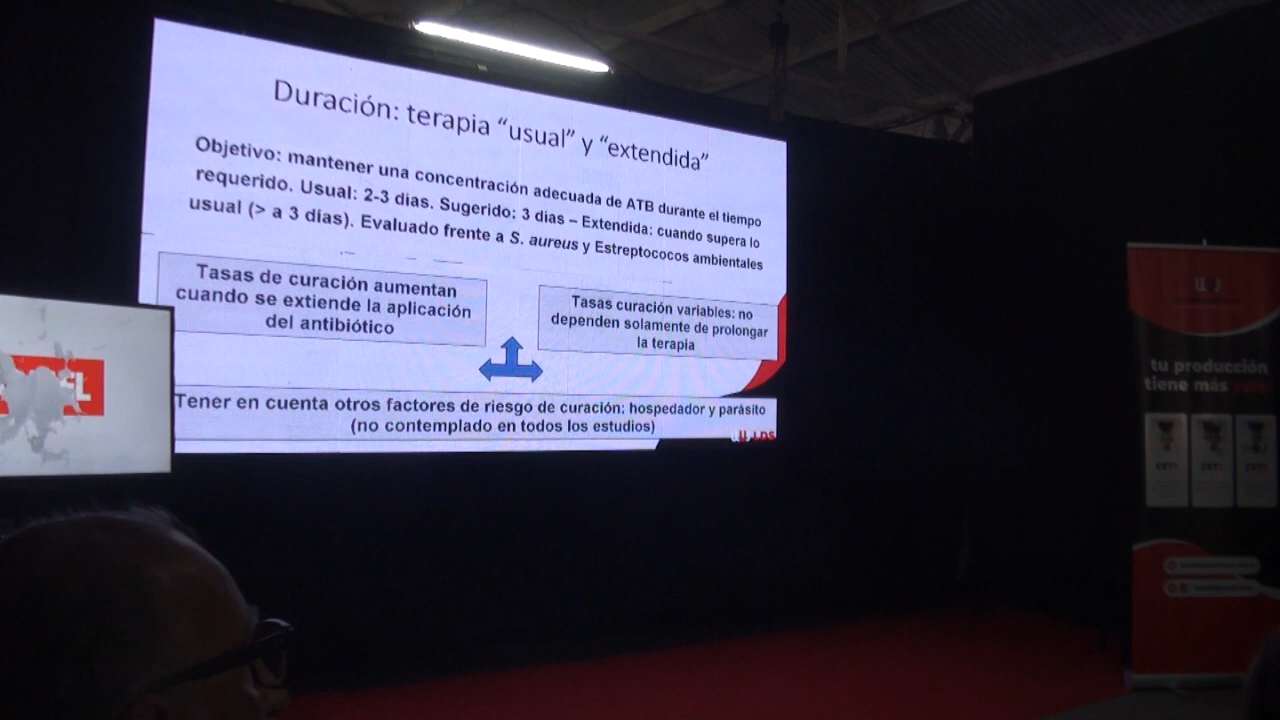 Duración: terapia “usual” y “extendida”
Objetivo: mantener una concentración adecuada de ATB durante el tiempo
requerido. Usual: 2-3 dias. Sugerido: 3 dias – Extendida: cuando supera lo
usual (> a 3 días). Evaluado frente a S. aureus y Estreptococos ambientales
Tasas de curación aumentan
cuando se extiende la aplicación
del antibiótico
Tasas curación variables: no
dependen solamente de prolongar
la terapia
Tener en cuenta otros factores de riesgo de curación: hospedador y parásito
(no contemplado en todos los estudios)
LDS
tu producción
tiene más